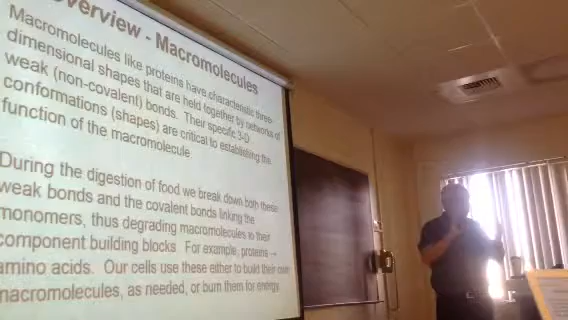 Overview - Macromolecules
Macromolecules like proteins have characteristic three-
dimensional shapes that are held together by networks of
weak (non-covalent) bonds. Their specific 3-D
conformations (shapes) are critical to establishing the
function of the macromolecule
During the digestion of food we break down both these
weak bonds and the covalent bonds linking the
monomers, thus degrading macromolecules to their
component building blocks For example, proteins →
amino acids. Our cells use these either to build their own
macromolecules, as needed, or burn them for energy.